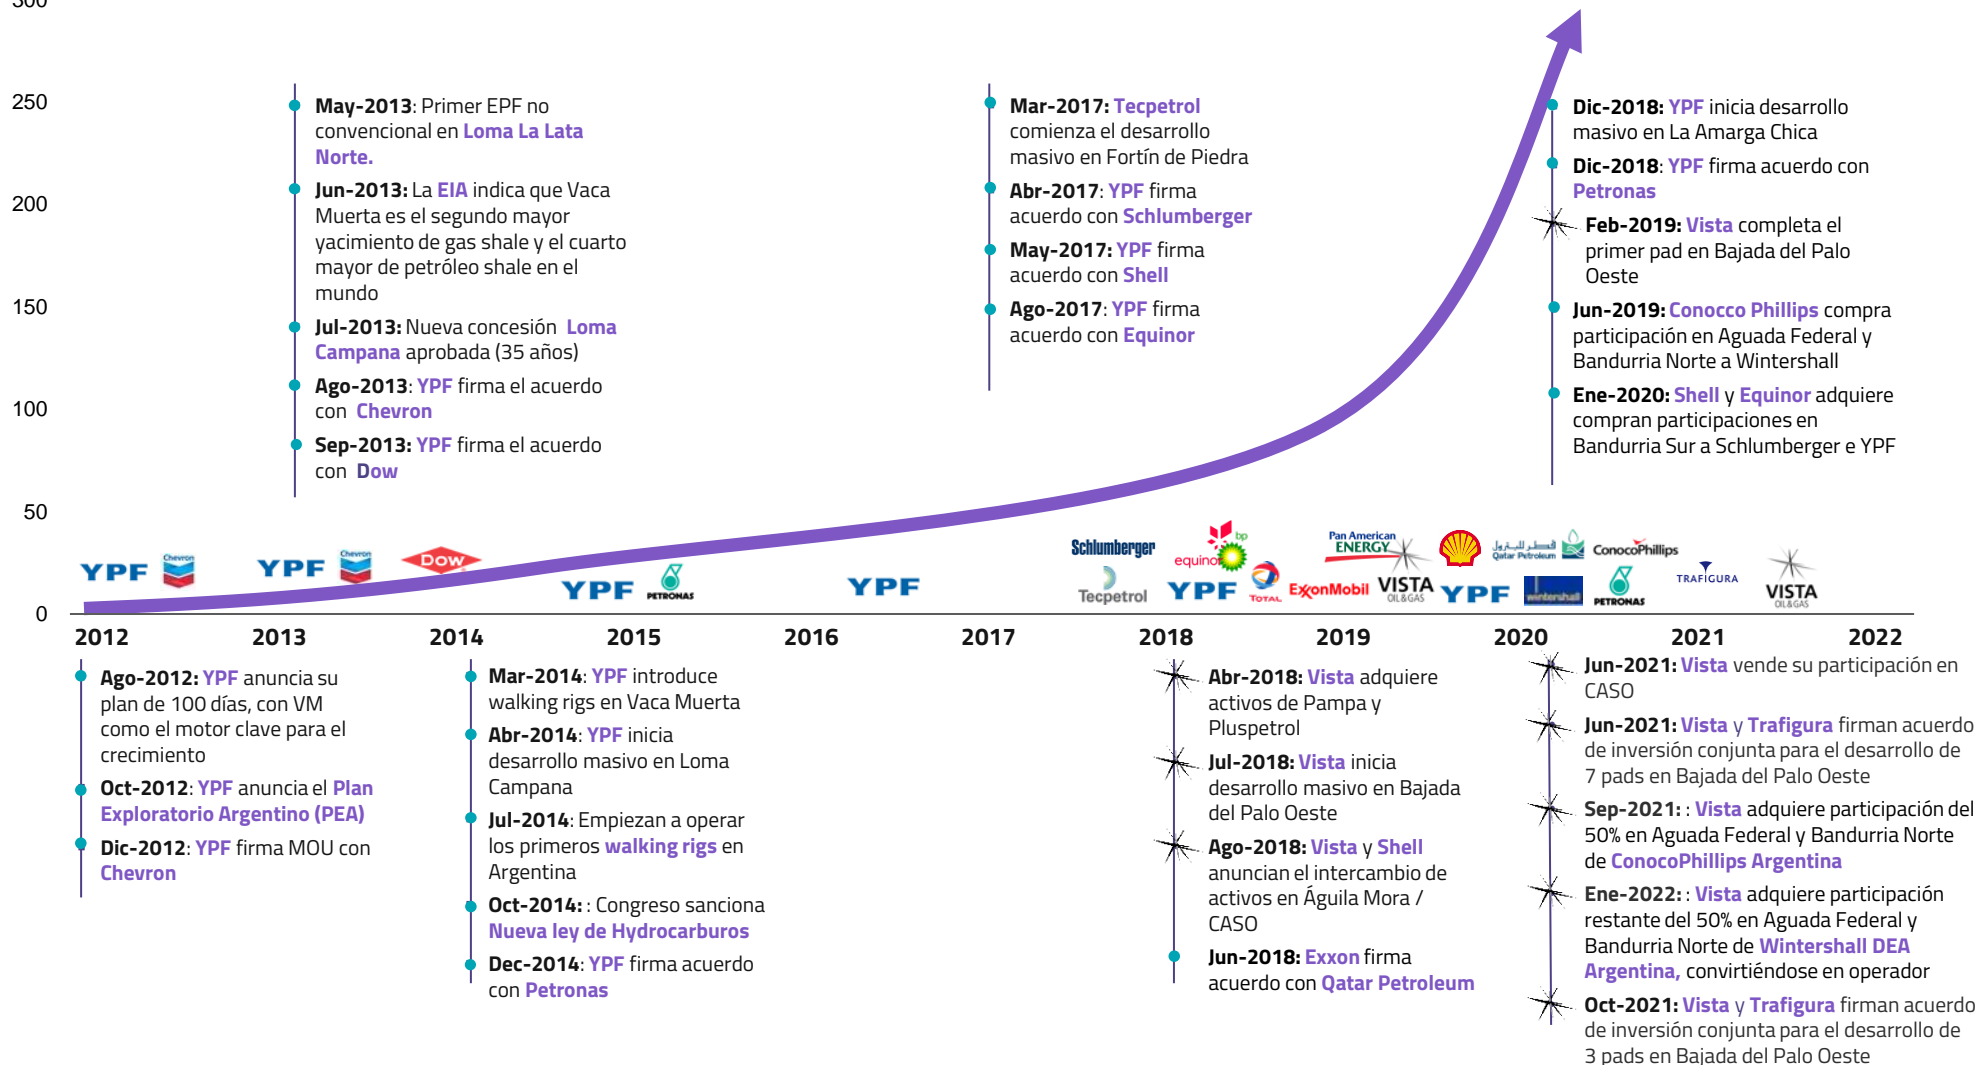 300
250
200
150
100
50
0
May-2013: Primer EPF no
convencional en Loma La Lata
Norte.
Jun-2013: La EIA indica que Vaca
Muerta es el segundo mayor
yacimiento de gas shale y el cuarto
mayor de petróleo shale en el
mundo
Jul-2013: Nueva concesión Loma
Campana aprobada (35 años)
Ago-2013: YPF firma el acuerdo
con Chevron
Sep-2013: YPF firma el acuerdo
con Dow
Mar-2017: Tecpetrol
comienza el desarrollo
masivo en Fortín de Piedra
Abr-2017: YPF firma
acuerdo con Schlumberger
May-2017: YPF firma
acuerdo con Shell
Ago-2017: YPF firma
acuerdo con Equinor
Dic-2018: YPF inicia desarrollo
masivo en La Amarga Chica
Dic-2018: YPF firma acuerdo con
Petronas
Feb-2019: Vista completa el
primer pad en Bajada del Palo
Oeste
Jun-2019: Conocco Phillips compra
participación en Aguada Federal y
Bandurria Norte a Wintershall
Ene-2020: Shell y Equinor adquiere
compran participaciones en
Bandurria Sur a Schlumberger e YPF
YPF
Chevron
YPF
Chevron
Dow
YPF
PETRONAS
YPF
Schlumberger
Tecpetrol
equinor
bp
YPF
TOTAL
Pan American
ENERGY
ExxonMobil
VISTA
OIL&GAS
YPF
قطر للبترول
Qatar Petroleum
wintershall
ConocoPhillips
PETRONAS
TRAFIGURA
VISTA
OIL&GAS
2012
2013
2014
2015
2016
2017
2018
2019
2020
2021
2022
Ago-2012: YPF anuncia su
plan de 100 días, con VM
como el motor clave para el
crecimiento
Oct-2012: YPF anuncia el Plan
Exploratorio Argentino (PEA)
Dic-2012: YPF firma MOU con
Chevron
Mar-2014: YPF introduce
walking rigs en Vaca Muerta
Abr-2014: YPF inicia
desarrollo masivo en Loma
Campana
Jul-2014: Empiezan a operar
los primeros walking rigs en
Argentina
Oct-2014: : Congreso sanciona
Nueva ley de Hydrocarburos
Dec-2014: YPF firma acuerdo
con Petronas
Abr-2018: Vista adquiere
activos de Pampa y
Pluspetrol
Jul-2018: Vista inicia
desarrollo masivo en Bajada
del Palo Oeste
Ago-2018: Vista y Shell
anuncian el intercambio de
activos en Águila Mora /
CASO
Jun-2018: Exxon firma
acuerdo con Qatar Petroleum
Jun-2021: Vista vende su participación en
CASO
Jun-2021: Vista y Trafigura firman acuerdo
de inversión conjunta para el desarrollo de
7 pads en Bajada del Palo Oeste
Sep-2021: : Vista adquiere participación del
50% en Aguada Federal y Bandurria Norte
de ConocoPhillips Argentina
Ene-2022: : Vista adquiere participación
restante del 50% en Aguada Federal y
Bandurria Norte de Wintershall DEA
Argentina, convirtiéndose en operador
Oct-2021: Vista y Trafigura firman acuerdo
de inversión conjunta para el desarrollo de
3 pads en Bajada del Palo Oeste